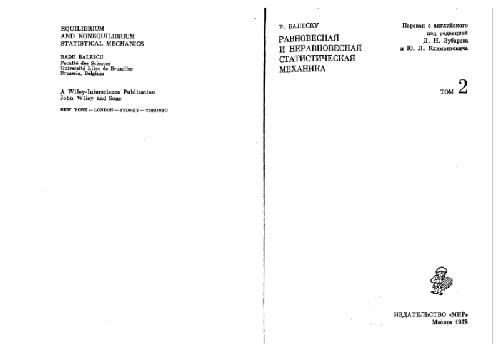 EQUILIBRIUM
AND NONEQUILIBRIUM
STATISTICAL MECHANICS
RADU BALESCU
Faculté des Sciences
Université Libre de Bruxelles
Brussels, Belgium
A Wiley-Interscience Publication
John Wiley and Sons
NEW YORK—LONDON—SYDNEY—TORONTO
Р. БАЛЕСКУ
РАВНОВЕСНАЯ
И НЕРАВНОВЕСНАЯ
СТАТИСТИЧЕСКАЯ
МЕХАНИКА
Перевод с английского
под редакцией
Д. Н. Зубарева
и Ю. Л. Климонтовича
ТОМ 2
ИЗДАТЕЛЬСТВО «МИР»
Москва 1978